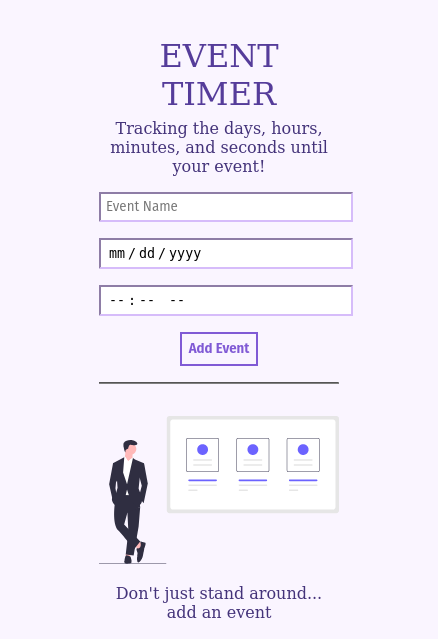 EVENT
TIMER
Tracking the days, hours,
minutes, and seconds until
your event!
Event Name
mm/dd/yyyy
--:-- --
Add Event
Don't just stand around...
add an event